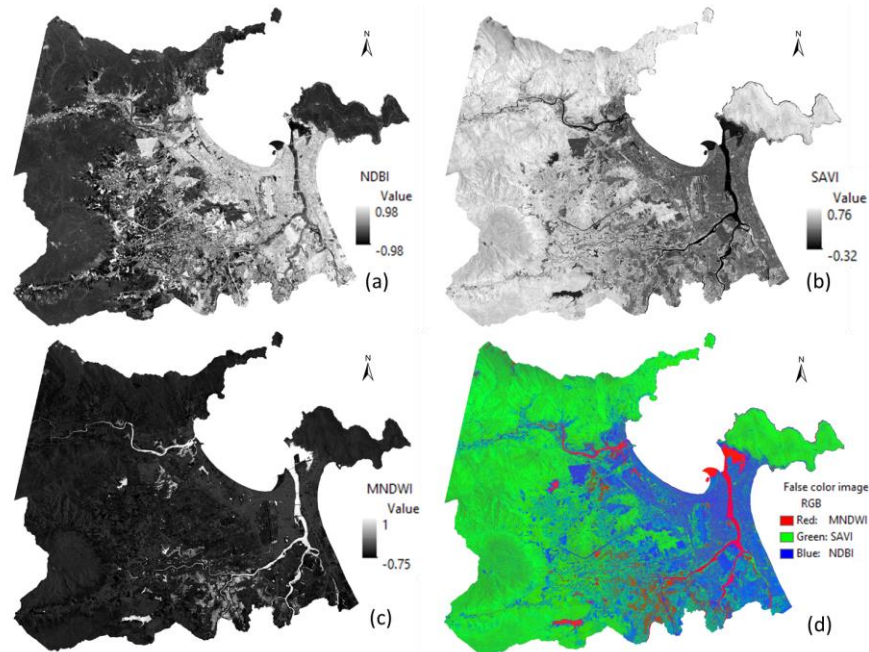 N
NDBI
Value
0.98
-0.98
(a)
N
SAVI
Value
0.76
-0.32
(b)
N
MNDWI
Value
1
-0.75
(c)
N
False color image
RGB
Red: MNDWI
Green: SAVI
Blue: NDBI
(d)